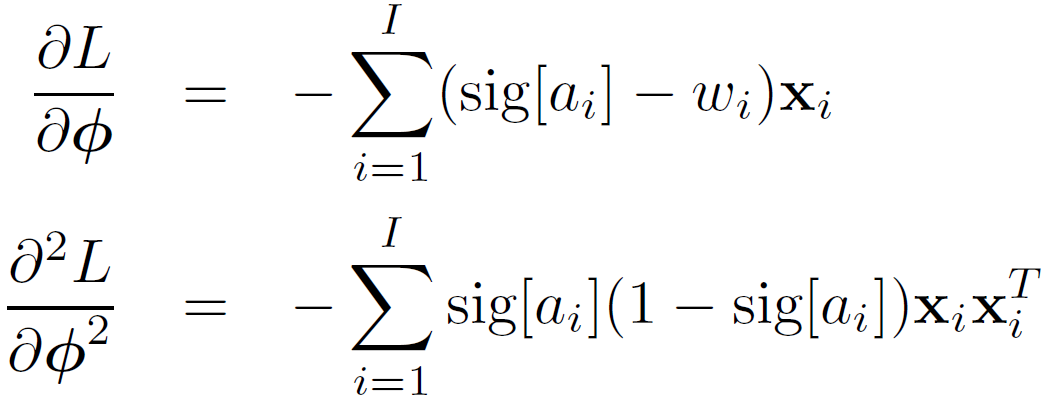 ∂L/∂ϕ = − ∑_{i=1}^{I} (sig[a_i] − w_i)x_i
∂²L/∂ϕ² = − ∑_{i=1}^{I} sig[a_i](1 − sig[a_i])x_i x_i^T